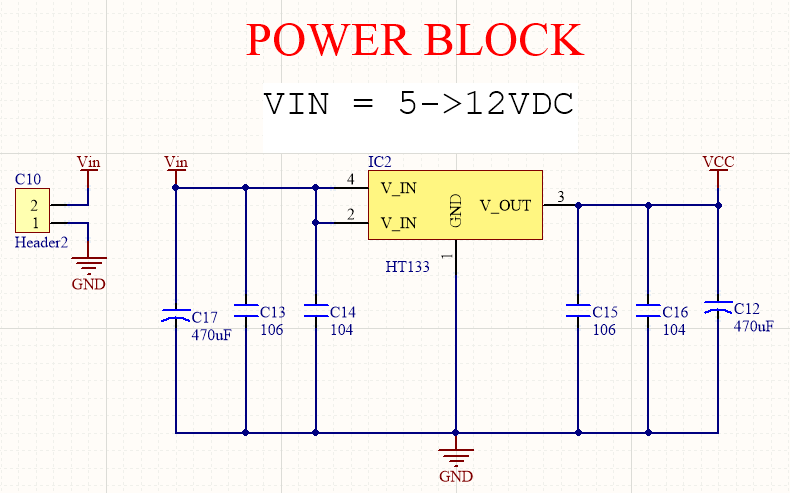 POWER BLOCK
VIN = 5->12VDC
Vin
Vin
IC2
VCC
C10
2
1
Header2
GND
4
V_IN
2
V_IN
GND
V_OUT
3
1
HT133
C17
470uF
C13
106
C14
104
C15
106
C16
104
C12
470uF
GND